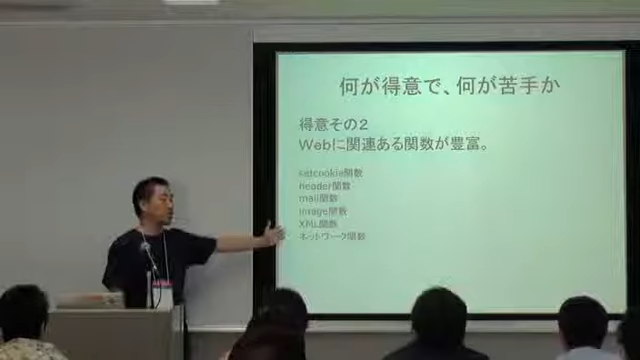 何が得意で、何が苦手か
得意その２
Webに関連ある関数が豊富。
setcookie関数
header関数
mail関数
image関数
XML関数
ネットワーク関数